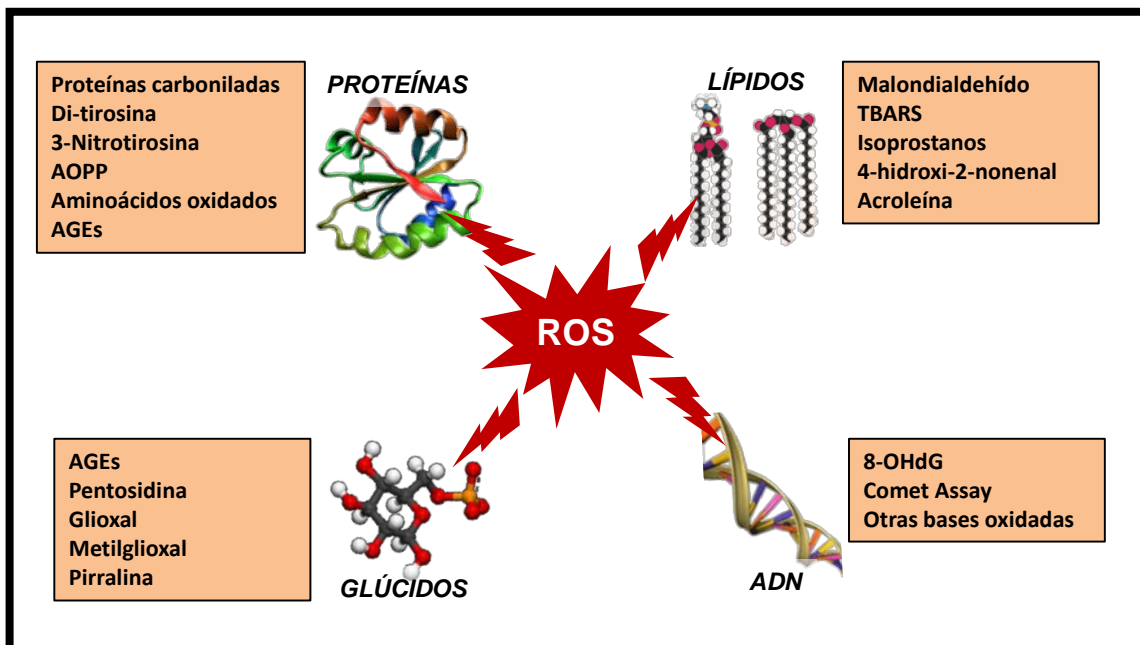 Proteínas carboniladas
Di-tirosina
3-Nitrotirosina
AOPP
Aminoácidos oxidados
AGEs
PROTEÍNAS
LÍPIDOS
Malondialdehído
TBARS
Isoprostanos
4-hidroxi-2-nonenal
Acroleína
ROS
AGEs
Pentosidina
Glioxal
Metilglioxal
Pirralina
GLÚCIDOS
ADN
8-OHdG
Comet Assay
Otras bases oxidadas